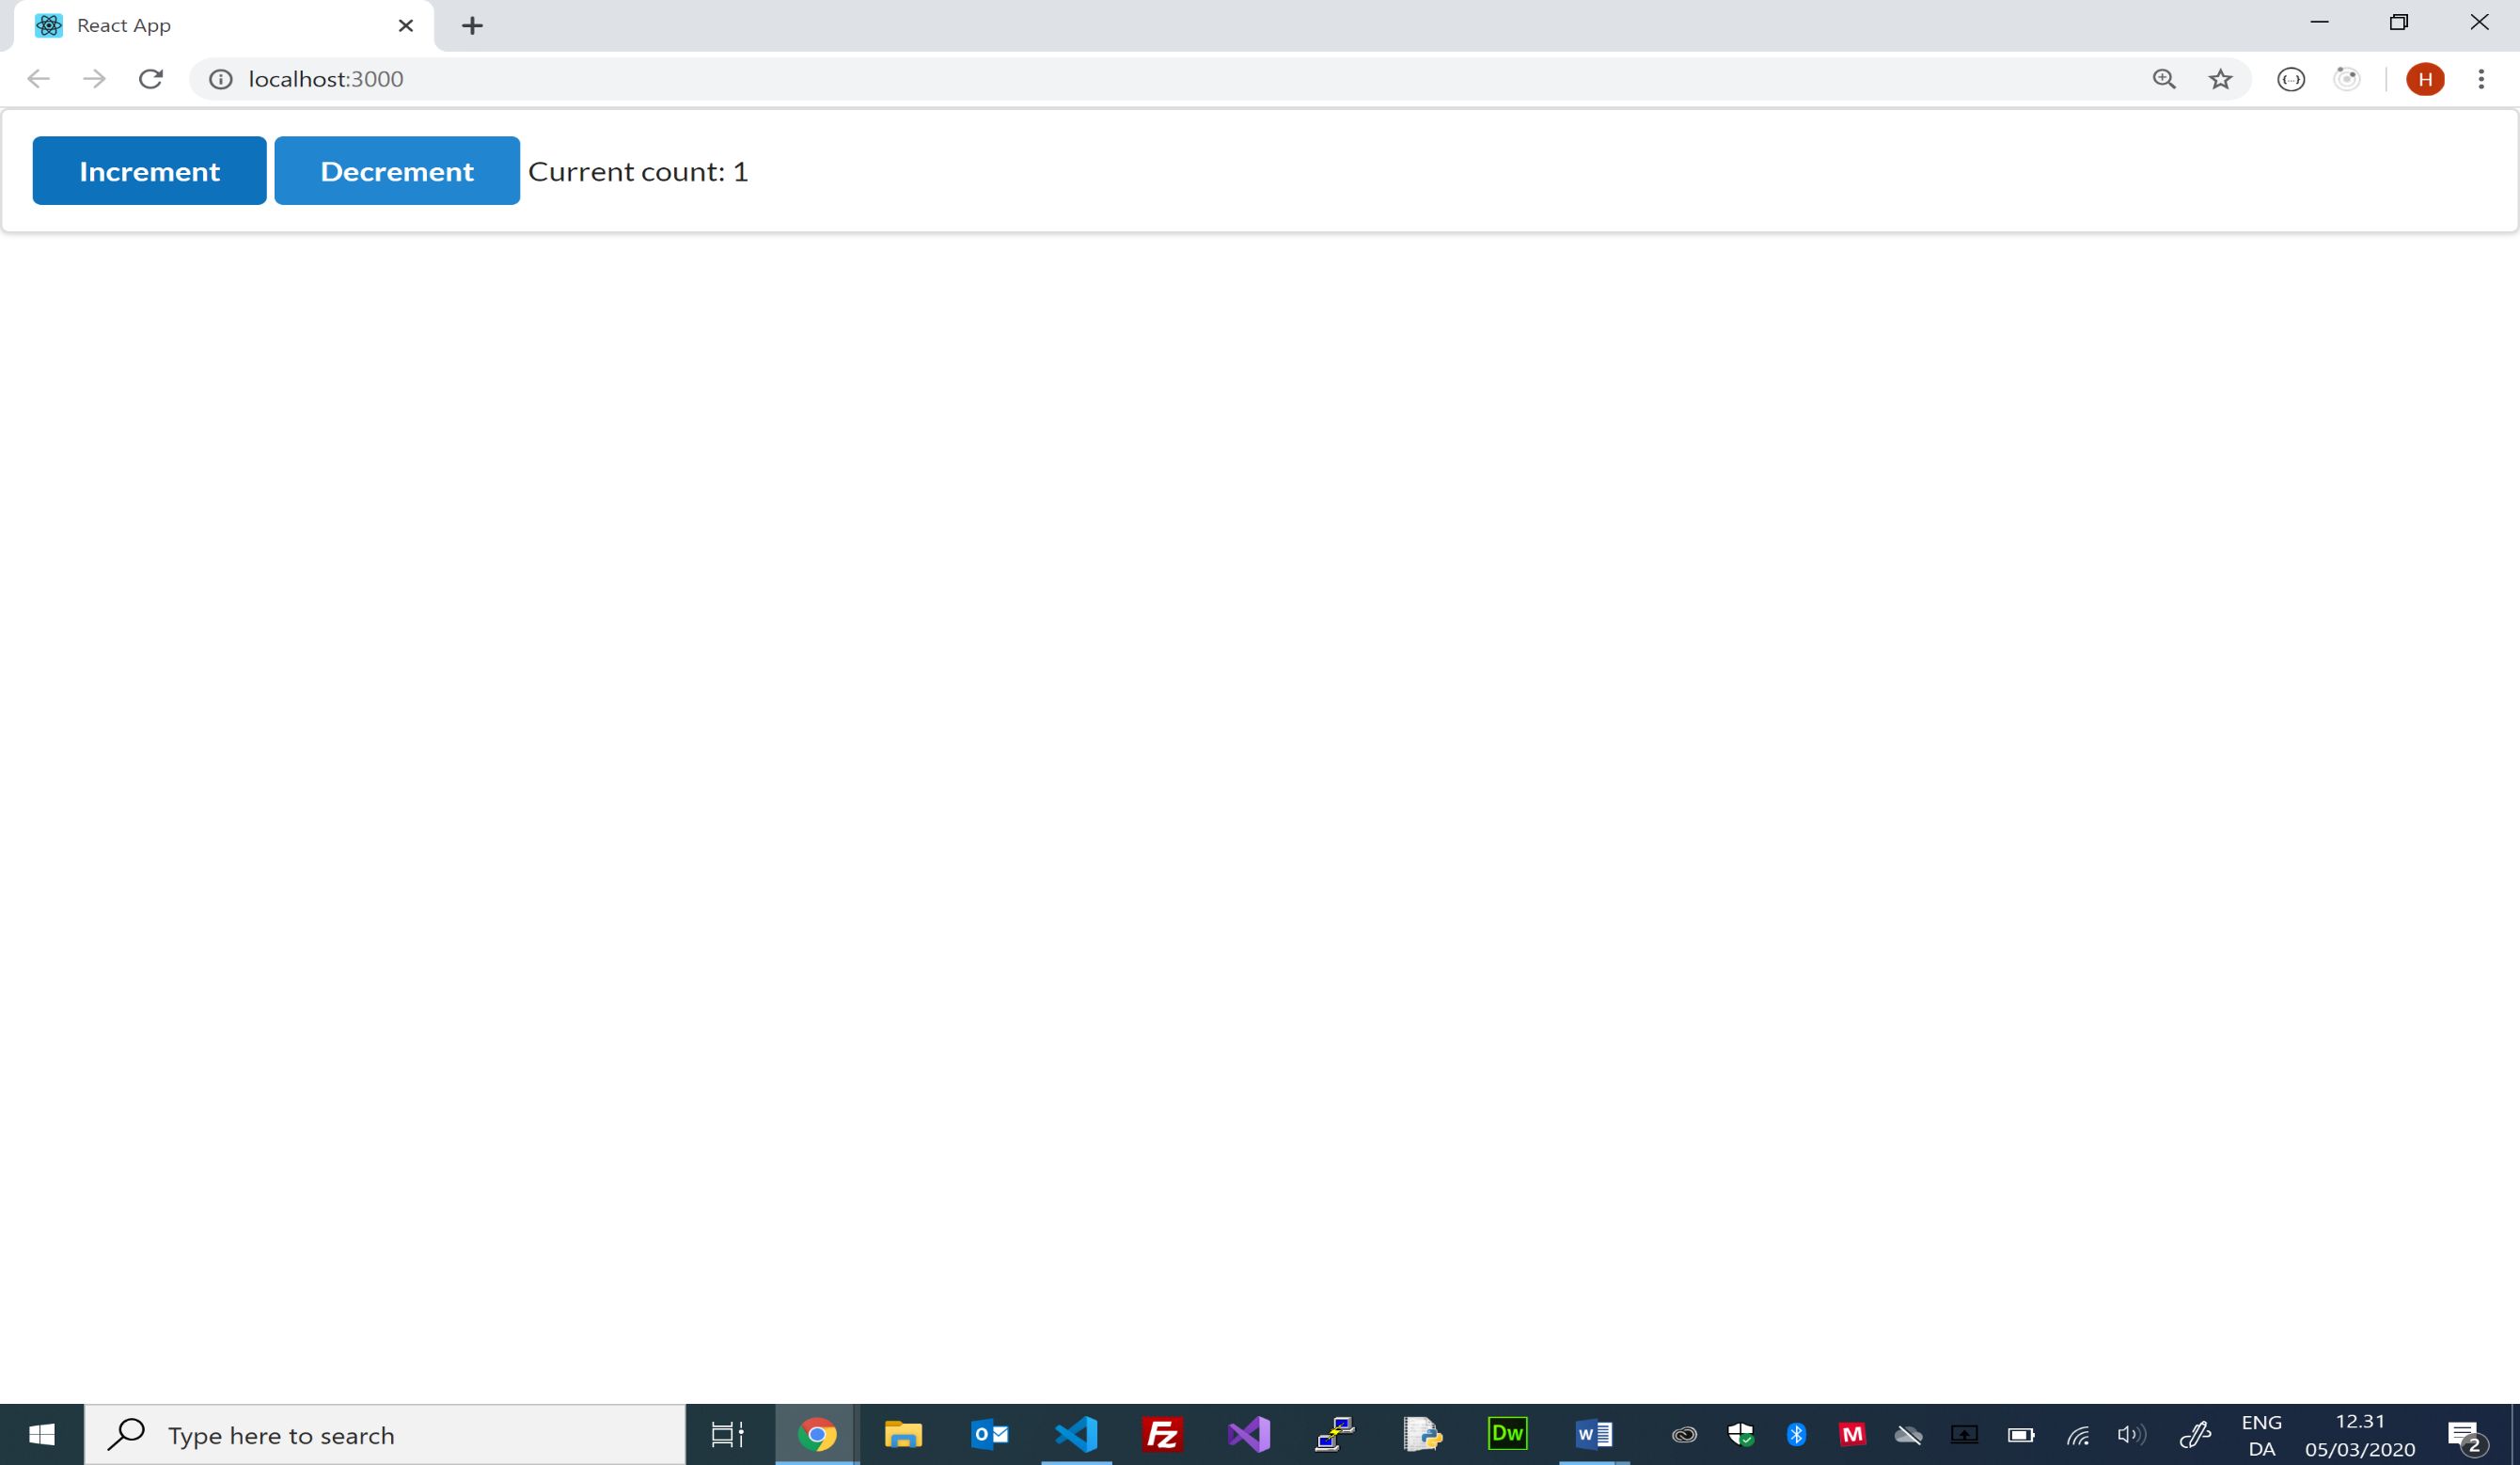 React App
localhost:3000
{...}
H
Increment Decrement Current count: 1
Type here to search
O
Fz
Dw
W
M
ENG
DA
12.31
05/03/2020
2